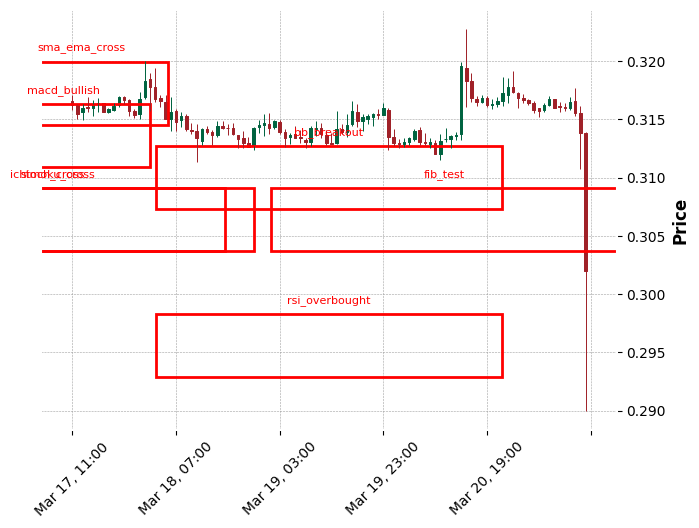 sma_ema_cross
0.320
macd_bullish
0.315
bb_breakout
stoch_cross
fib_test
0.310
Price
0.305
rsi_overbought
0.300
0.295
0.290
Mar 17, 11:00
Mar 18, 07:00
Mar 19, 03:00
Mar 19, 23:00
Mar 20, 19:00